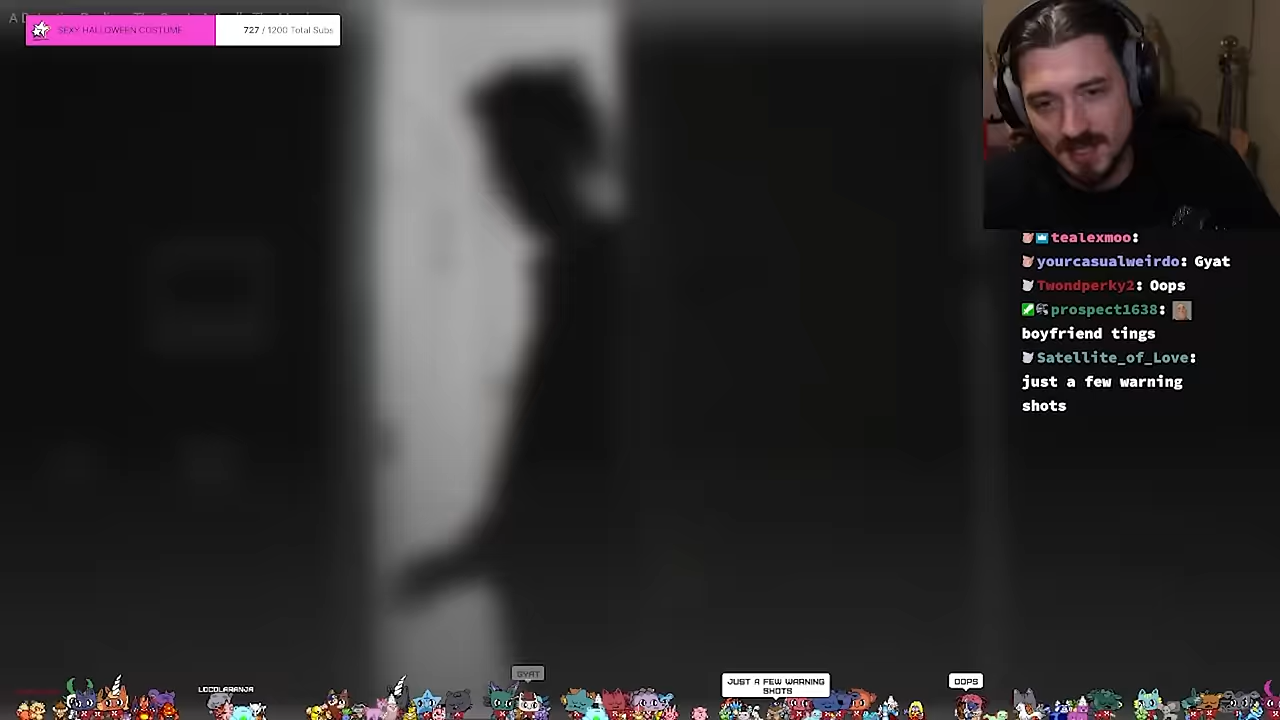 SEXY HALLOWEEN COSTUME
727 / 1200 Total Subs
tealexmoo:
yourcasualweirdo: Gyat
Twondperky2: Oops
prospect1638:
boyfriend tings
Satellite_of_Love:
just a few warning
shots
GYAT
JUST A FEW WARNING
SHOTS
OOPS
LOCOLARANJA